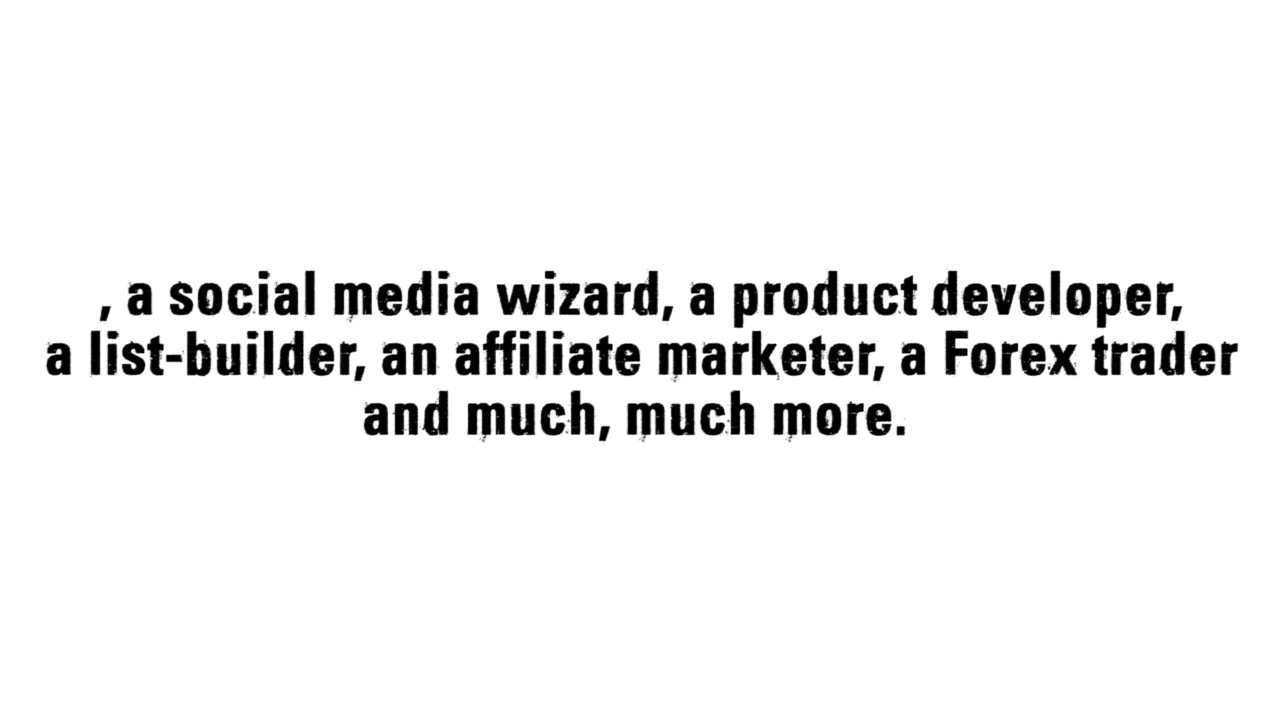 , a social media wizard, a product developer,
a list-builder, an affiliate marketer, a Forex trader
and much, much more.